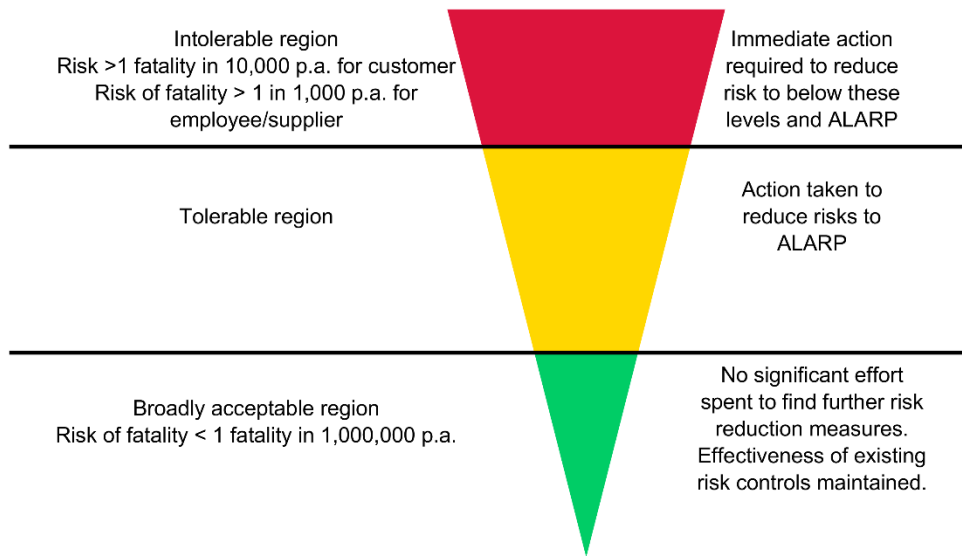 Intolerable region
Risk >1 fatality in 10,000 p.a. for customer
Risk of fatality > 1 in 1,000 p.a. for
employee/supplier
Immediate action
required to reduce
risk to below these
levels and ALARP
Tolerable region
Action taken to
reduce risks to
ALARP
Broadly acceptable region
Risk of fatality < 1 fatality in 1,000,000 p.a.
No significant effort
spent to find further risk
reduction measures.
Effectiveness of existing
risk controls maintained.